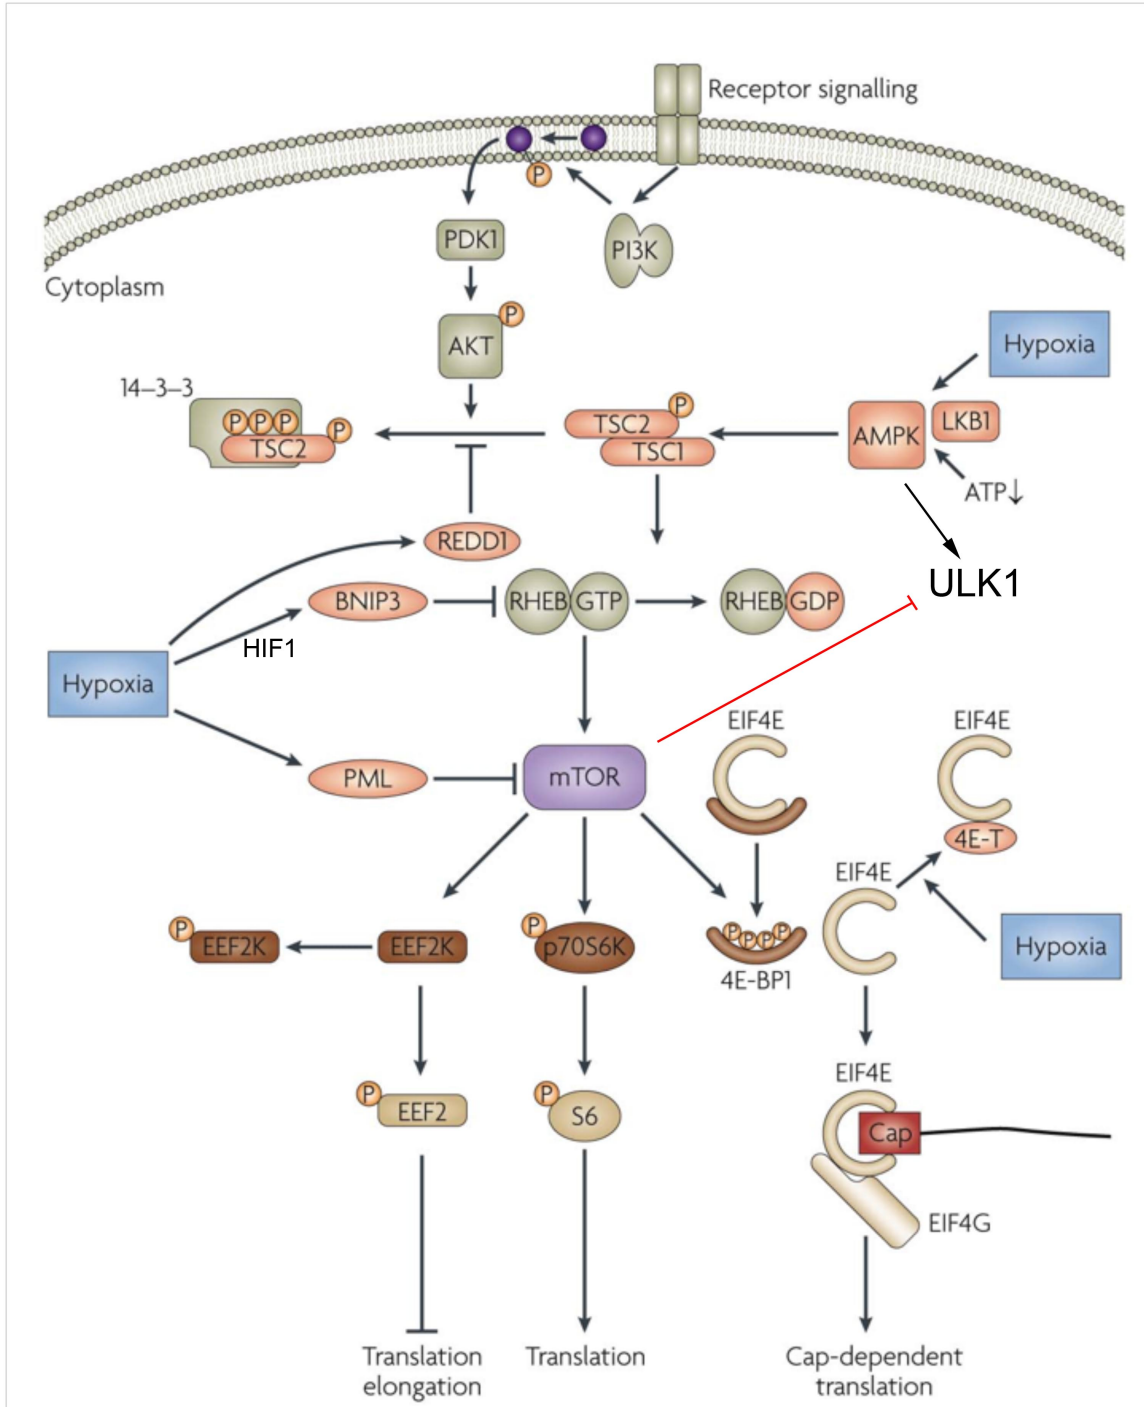 Receptor signalling
P
PDK1
PI3K
Cytoplasm
P
AKT
Hypoxia
14–3–3
P P P
P
TSC2
P
TSC2
TSC1
AMPK
LKB1
ATP↓
REDD1
ULK1
BNIP3
RHEB GTP
RHEB GDP
HIF1
Hypoxia
EIF4E
EIF4E
PML
mTOR
4E-T
EIF4E
P
EEF2K
EEF2K
P
p70S6K
P P P P
4E-BP1
Hypoxia
EIF4E
P
EEF2
P
S6
Cap
EIF4G
Translation
elongation
Translation
Cap-dependent
translation